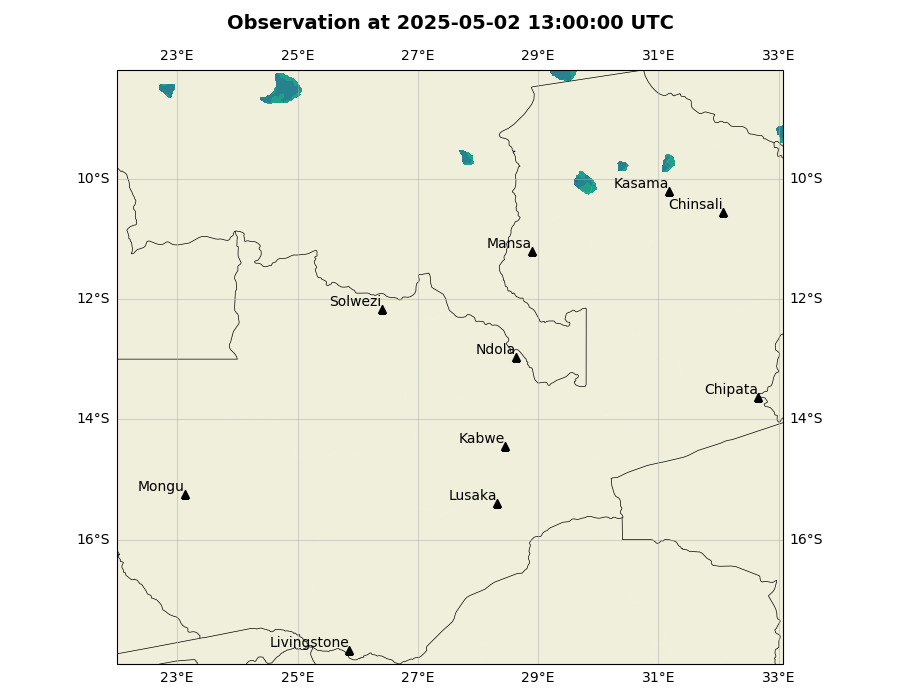 Observation at 2025-05-02 13:00:00 UTC
23°E 25°E 27°E 29°E 31°E 33°E
10°S 10°S
Kasama
Chinsali
Mansa
12°S 12°S
Solwezi
Ndola
Chipata
14°S 14°S
Kabwe
Mongu
Lusaka
16°S 16°S
Livingstone
23°E 25°E 27°E 29°E 31°E 33°E